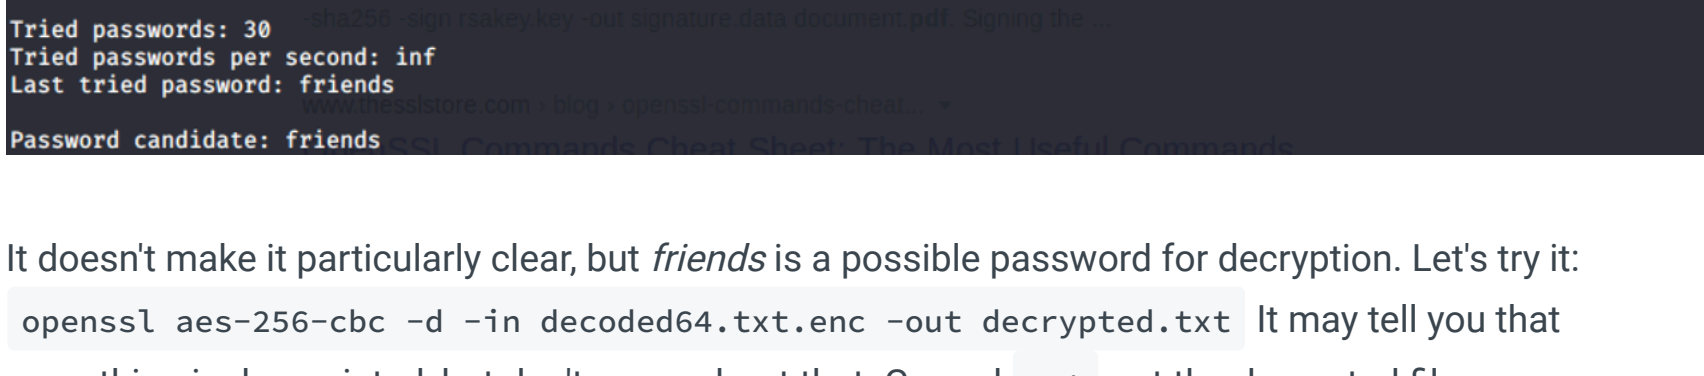 -sha256 -sign rsakey.key -out signature.data document.pdf. Signing the ...
Tried passwords: 30
Tried passwords per second: inf
Last tried password: friends
www.thesslstore.com › blog › openssl-commands-cheat...
Password candidate: friends
OpenSSL Commands Cheat Sheet: The Most Useful Commands
It doesn't make it particularly clear, but friends is a possible password for decryption. Let's try it:
openssl aes-256-cbc -d -in decoded64.txt.enc -out decrypted.txt It may tell you that